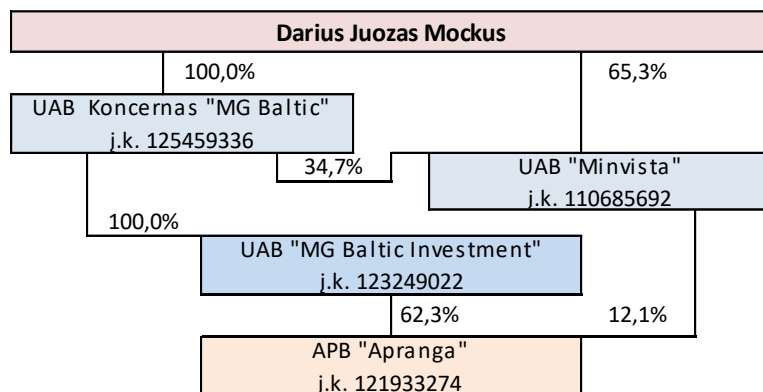 Darius Juozas Mockus
100,0%
65,3%
UAB Koncernas "MG Baltic"
j.k. 125459336
34,7%
UAB "Minvista"
j.k. 110685692
100,0%
UAB "MG Baltic Investment"
j.k. 123249022
62,3%
12,1%
APB "Apranga"
j.k. 121933274